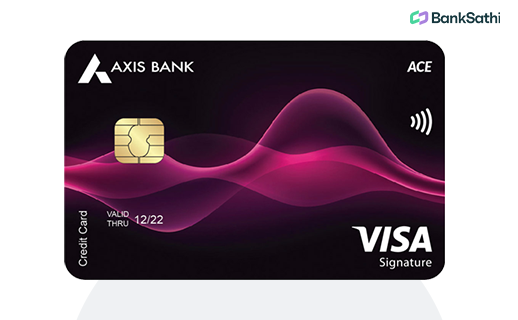 BankSathi
AXIS BANK
ACE
VALID
THRU 12/22
Credit Card
VISA
Signature